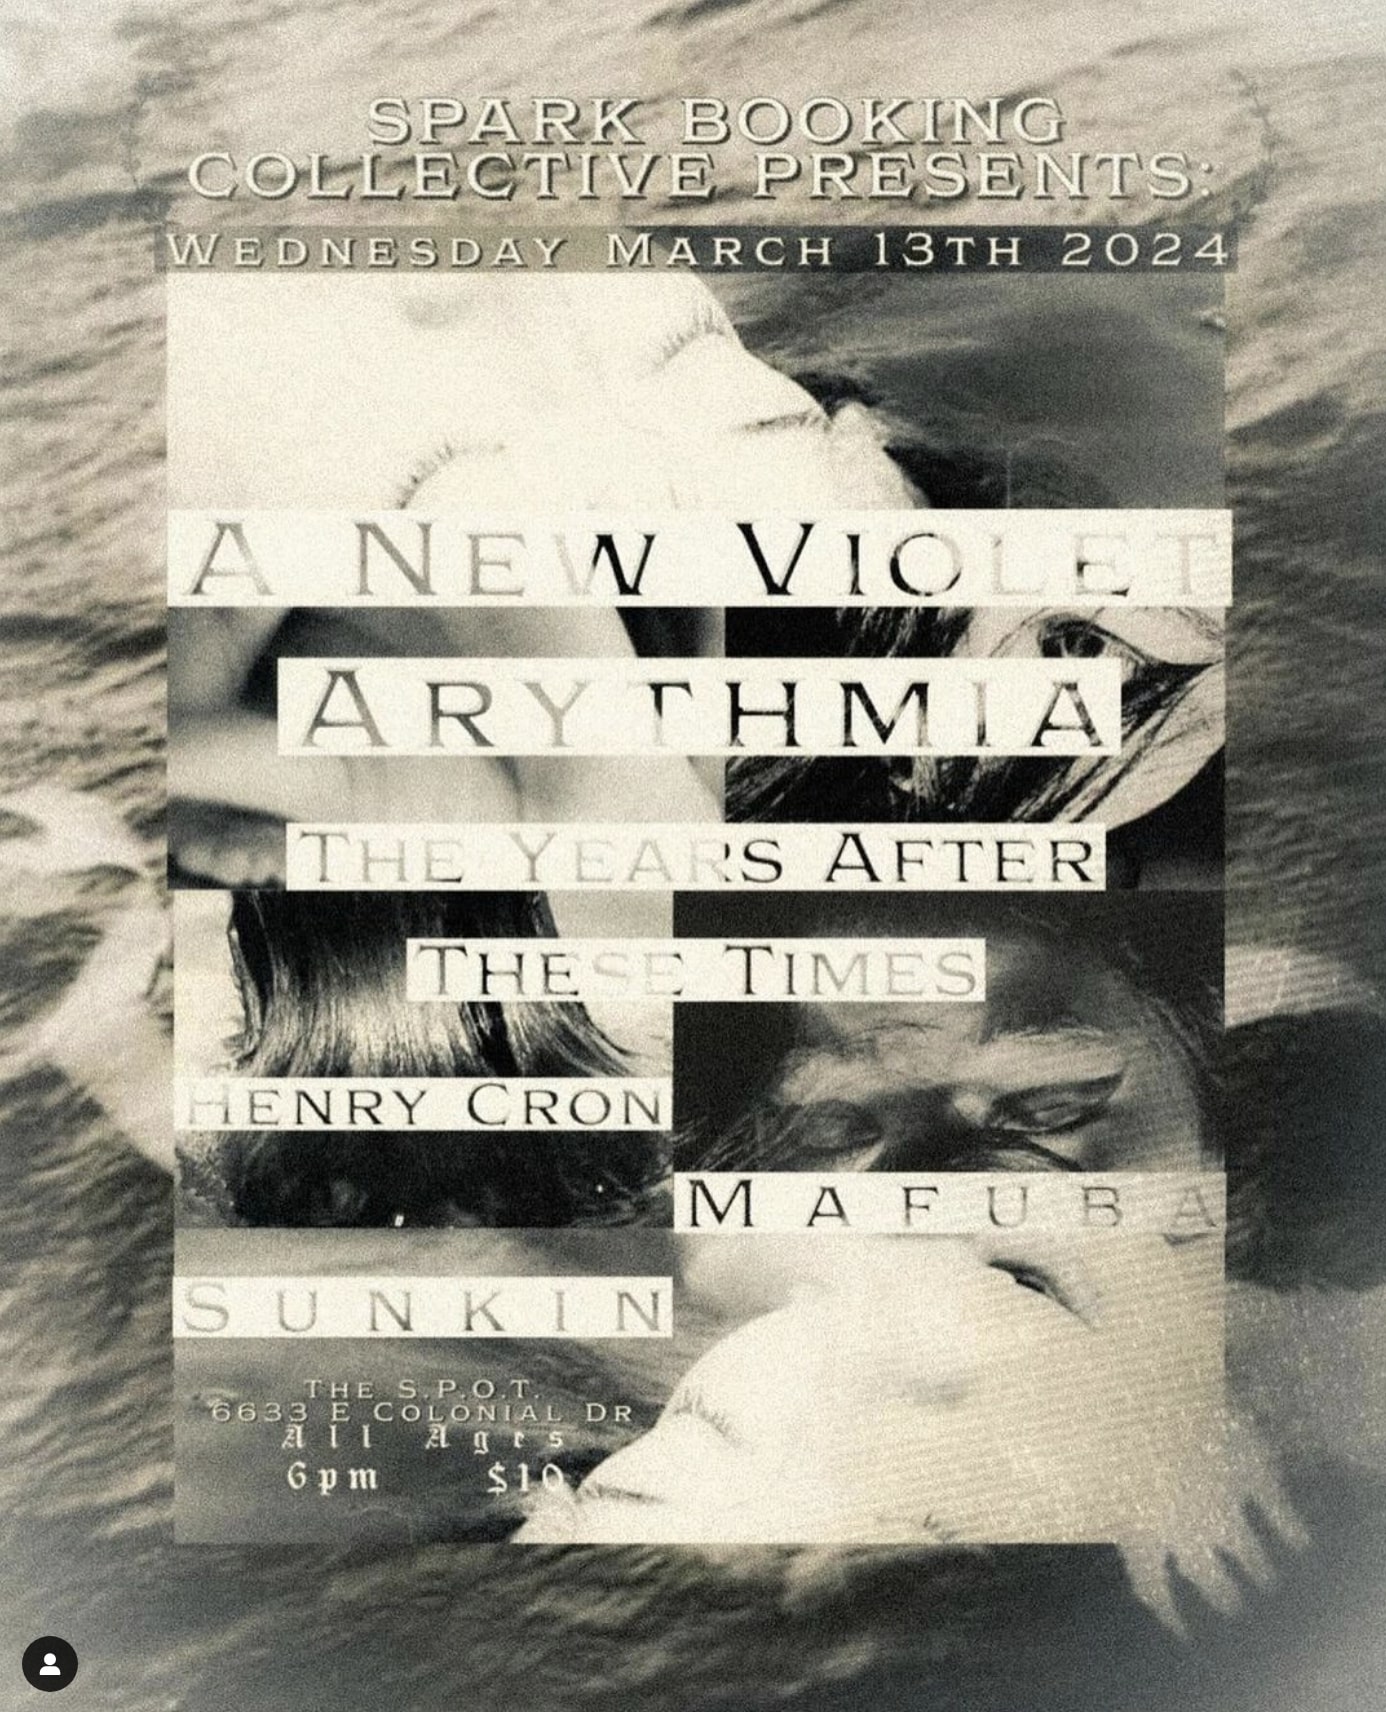 SPARK BOOKING
COLLECTIVE PRESENTS:
WEDNESDAY MARCH 13TH 2024
A NEW VIOLET
ARYTHMIA
THE YEARS AFTER
THESE TIMES
HENRY CRON
MAFUBA
SUNKIN
THE S.P.O.T.
6633 E COLONIAL DR
All Ages
6pm $10